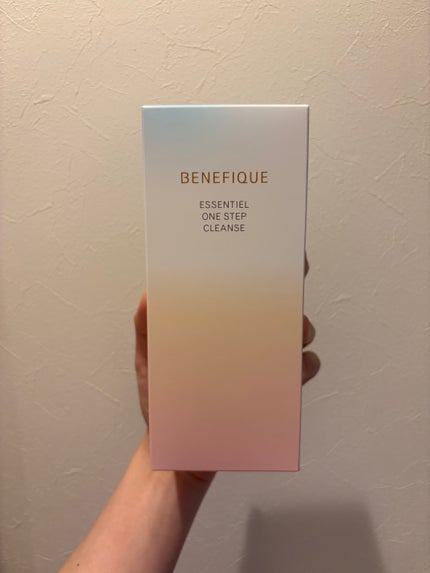 BENEFIQUE
ESSENTIEL
ONE STEP
CLEANSE